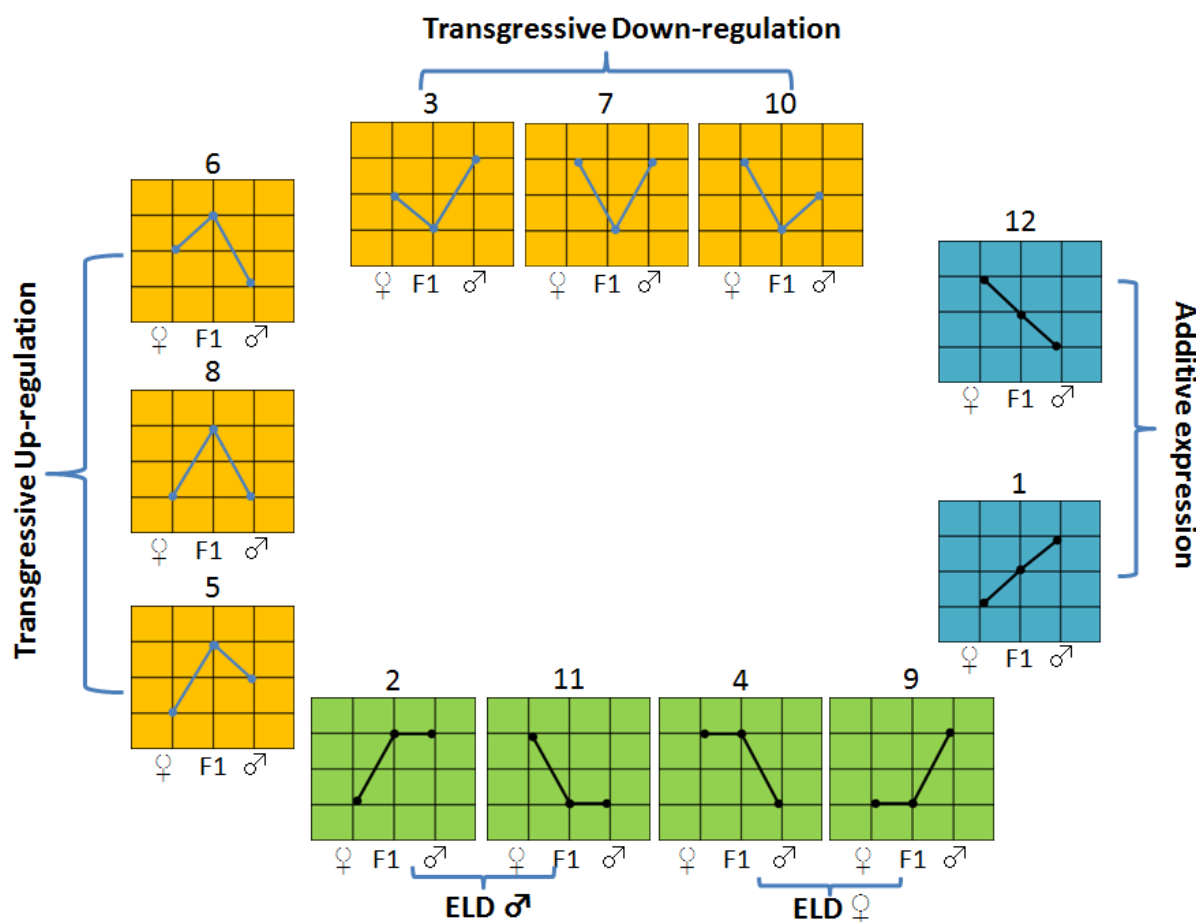 Transgressive Down-regulation
3 7 10
♀ F1 ♂ ♀ F1 ♂ ♀ F1 ♂
Transgressive Up-regulation
6
♀ F1 ♂
8
♀ F1 ♂
5
♀ F1 ♂
12
♀ F1 ♂
1
♀ F1 ♂
Additive expression
2 11 4 9
♀ F1 ♂ ♀ F1 ♂ ♀ F1 ♂ ♀ F1 ♂
ELD ♂ ELD ♀